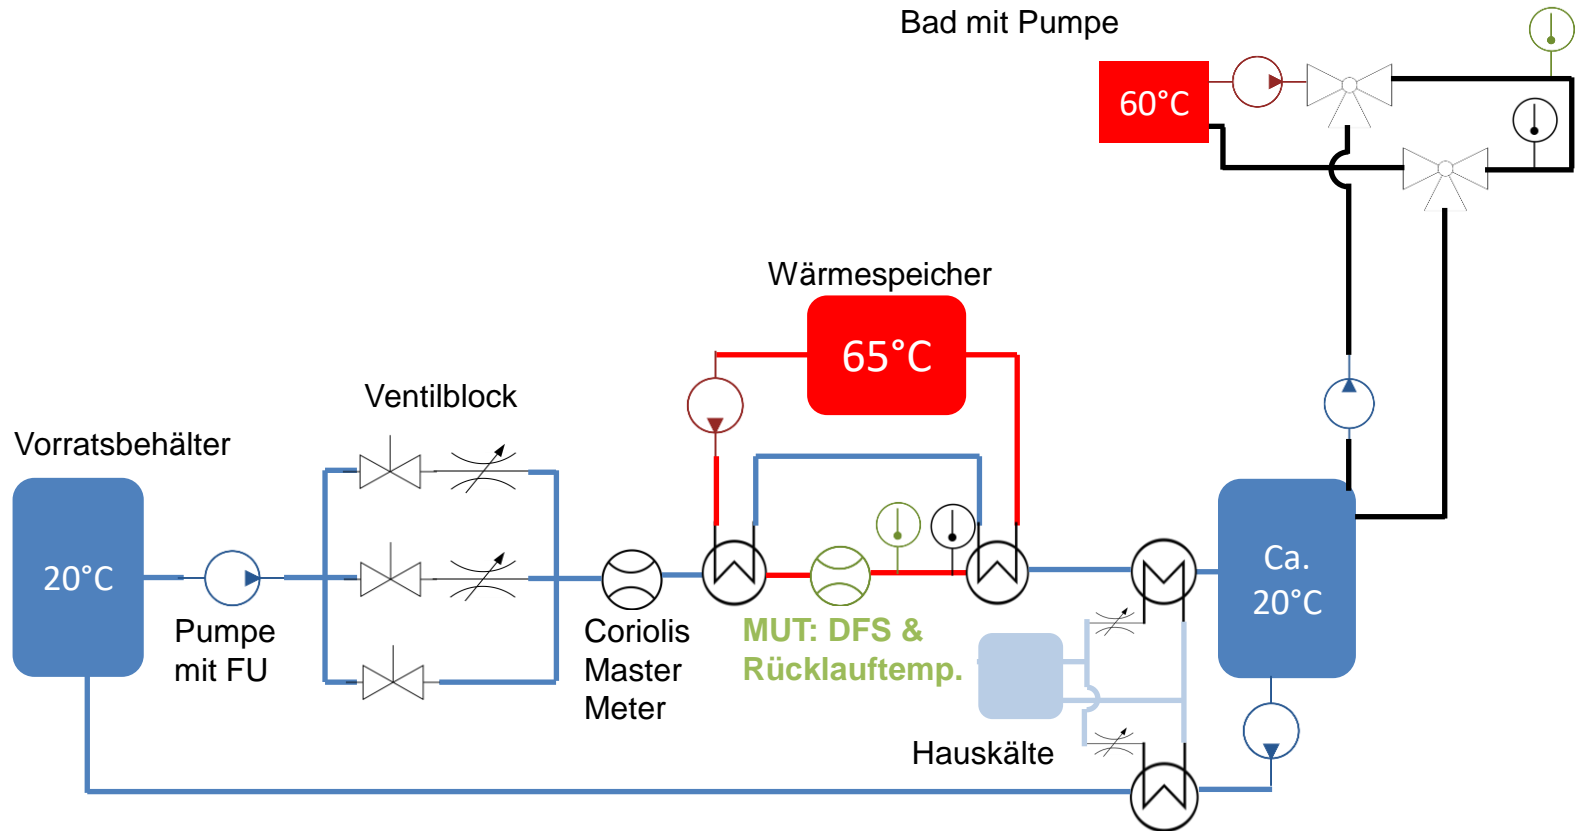 Bad mit Pumpe
60°C
Wärmespeicher
65°C
Ventilblock
Vorratsbehälter
20°C
Pumpe
mit FU
Coriolis
Master
Meter
MUT: DFS &
Rücklauftemp.
Ca.
20°C
Hauskälte